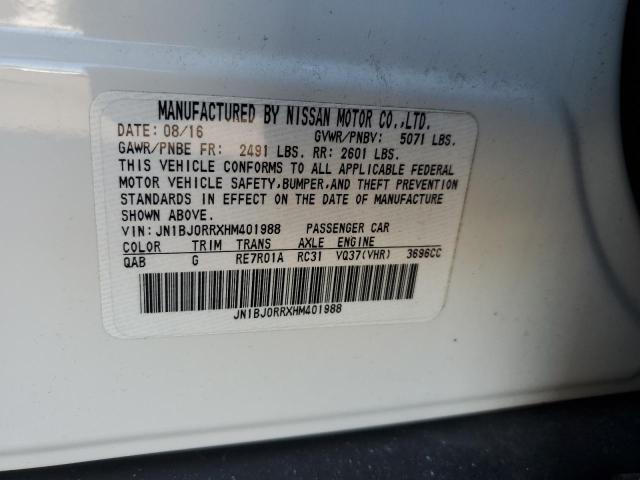 MANUFACTURED BY NISSAN MOTOR CO.,LTD.
DATE: 08/16 GVWR/PNBV: 5071 LBS.
GAWR/PNBE FR: 2491 LBS. RR: 2601 LBS.
THIS VEHICLE CONFORMS TO ALL APPLICABLE FEDERAL
MOTOR VEHICLE SAFETY,BUMPER,AND THEFT PREVENTION
STANDARDS IN EFFECT ON THE DATE OF MANUFACTURE
SHOWN ABOVE.
VIN: JN1BJ0RRXHM401988 PASSENGER CAR
COLOR TRIM TRANS AXLE ENGINE
QAB G RE7R01A RC31 VQ37(VHR) 3696CC
JN1BJ0RRXHM401988